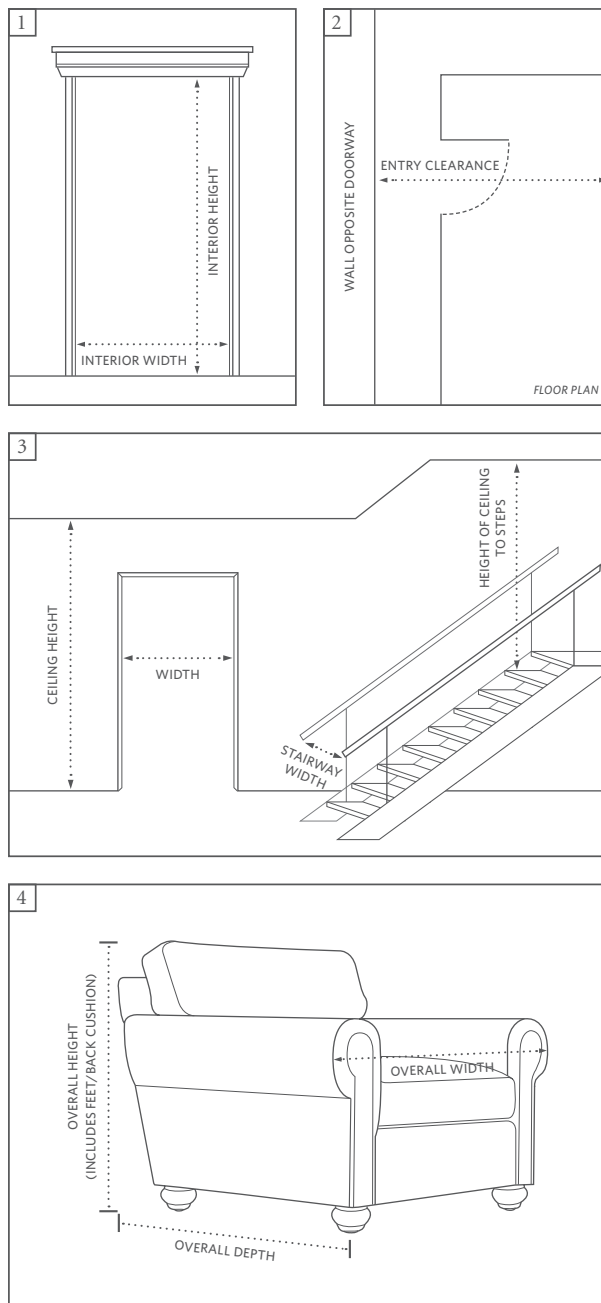 1
INTERIOR HEIGHT
INTERIOR WIDTH
2
WALL OPPOSITE DOORWAY
ENTRY CLEARANCE
FLOOR PLAN
3
CEILING HEIGHT
WIDTH
HEIGHT OF CEILING
TO STEPS
STAIRWAY
WIDTH
4
OVERALL HEIGHT
(INCLUDES FEET/BACK CUSHION)
OVERALL WIDTH
OVERALL DEPTH